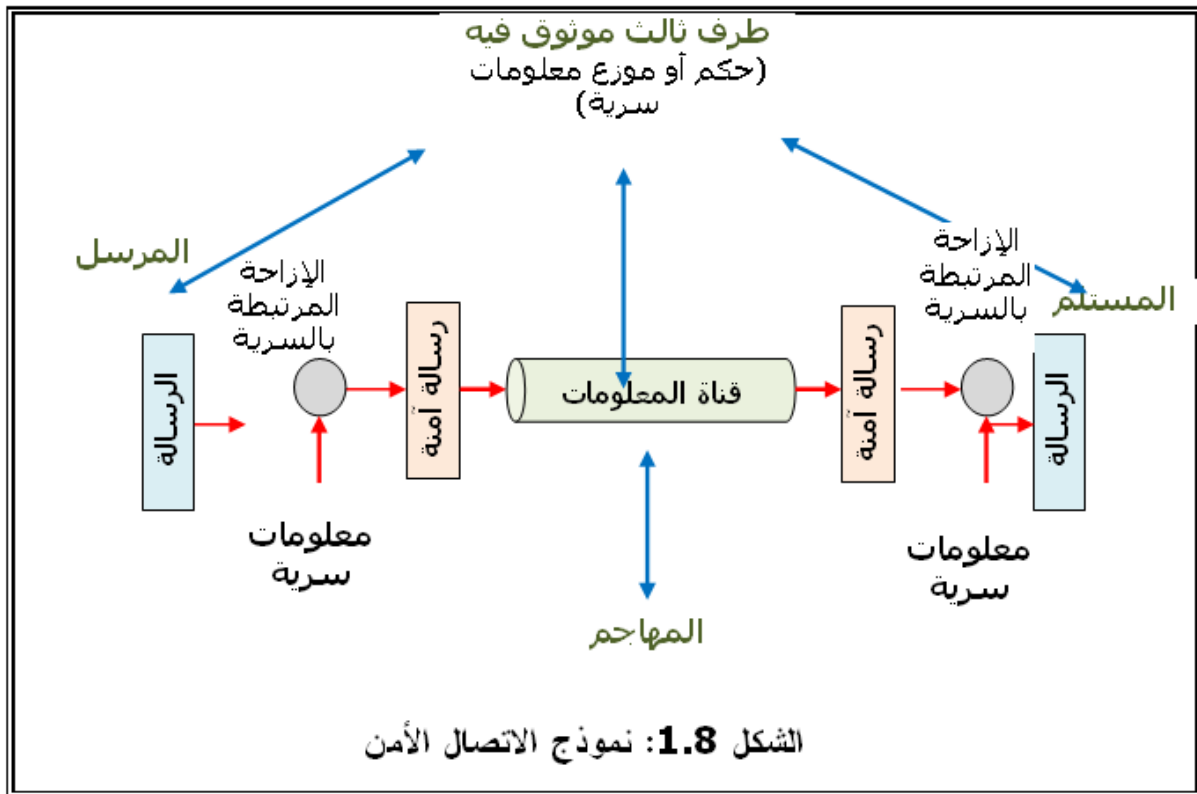 طرف ثالث موثوق فيه
(حكم أو موزع معلومات
سرية)
المرسل
الإزاحة
المرتبطة
بالسرية
الإزاحة
المرتبطة
بالسرية
المستلم
الرسالة
رسالة آمنة
قناة المعلومات
رسالة آمنة
الرسالة
معلومات
سرية
معلومات
سرية
المهاجم
الشكل 1.8: نموذج الاتصال الأمن